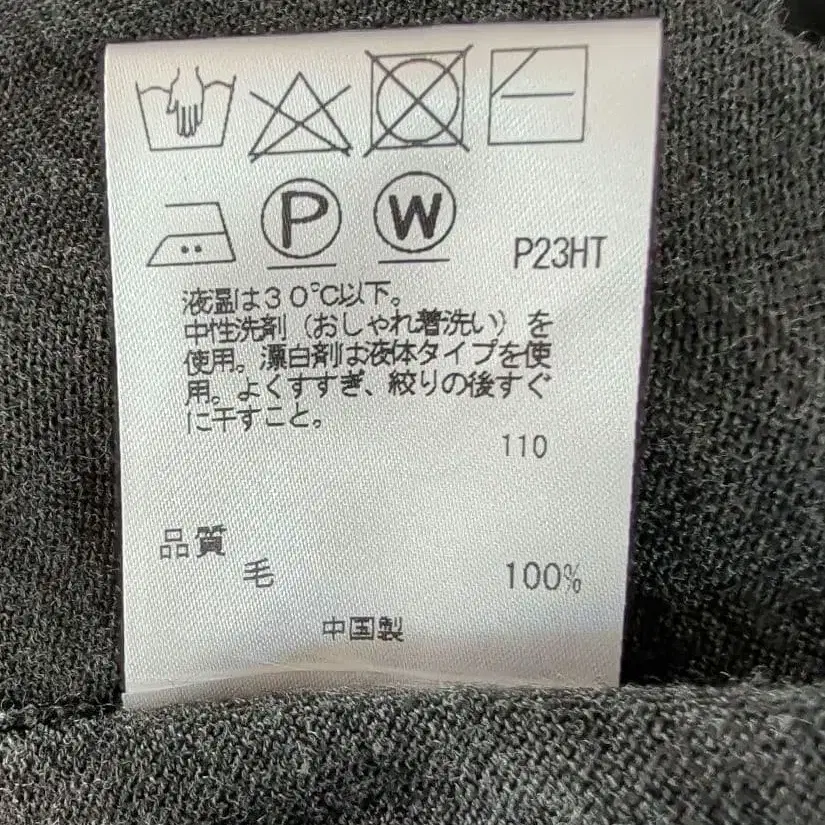 P W
P23HT
液温は30℃以下。
中性洗剤(おしゃれ着洗い)を
使用。漂白剤は液体タイプを使
用。よくすすぎ、絞りの後すぐ
に干すこと。
110
品質
毛 100%
中国製